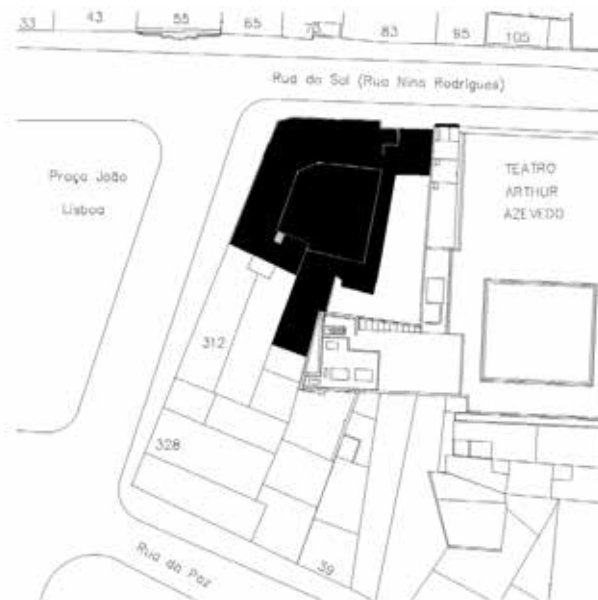 33 43 55 65 73 83 95 105
Rua do Sol (Rua Nina Rodrigues)
Praça João
Lisboa
TEATRO
ARTHUR
AZEVEDO
312
328
39
Rua da Paz